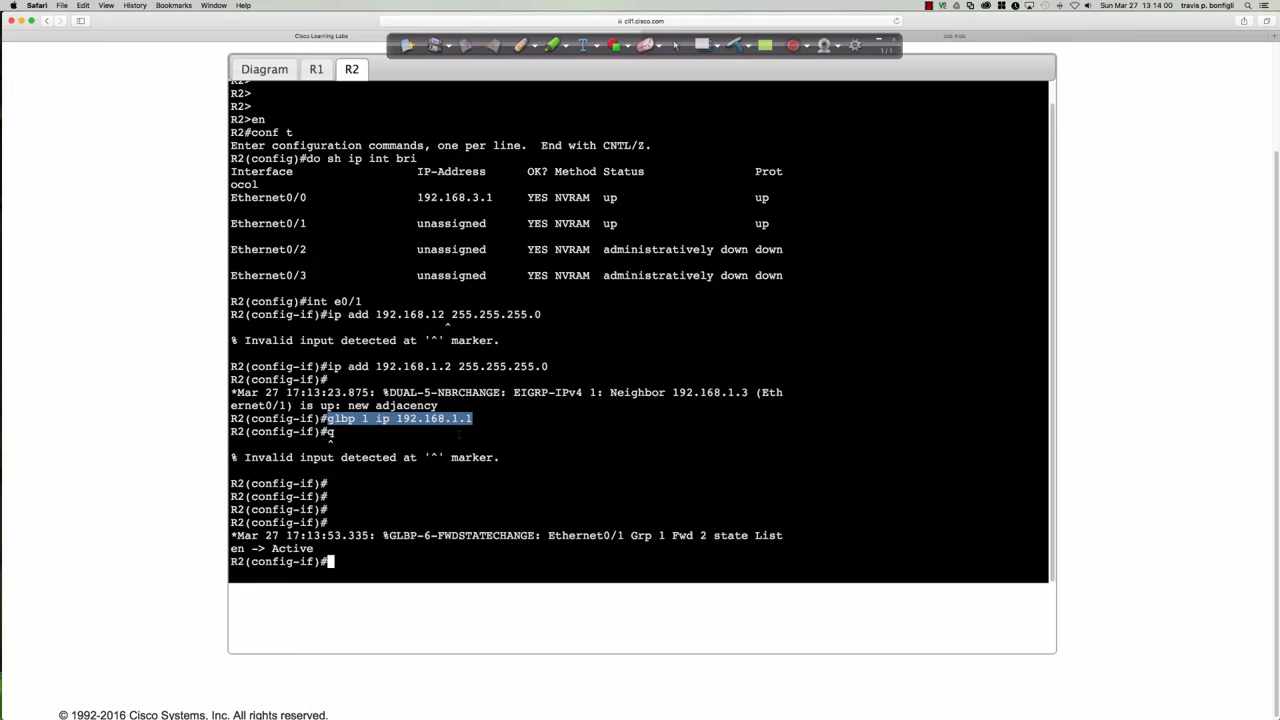 Safari File Edit View History Bookmarks Window Help Sun Mar 27 13 14 00 travis p. bonfigli
cll1.cisco.com
Cisco Learning Labs Job Aids
1 / 1
Diagram R1 R2
R2>
R2>
R2>
R2>en
R2#conf t
Enter configuration commands, one per line. End with CNTL/Z.
R2(config)#do sh ip int bri
Interface IP-Address OK? Method Status Prot
ocol
Ethernet0/0 192.168.3.1 YES NVRAM up up
Ethernet0/1 unassigned YES NVRAM up up
Ethernet0/2 unassigned YES NVRAM administratively down down
Ethernet0/3 unassigned YES NVRAM administratively down down
R2(config)#int e0/1
R2(config-if)#ip add 192.168.12 255.255.255.0
^
% Invalid input detected at '^' marker.
R2(config-if)#ip add 192.168.1.2 255.255.255.0
R2(config-if)#
*Mar 27 17:13:23.875: %DUAL-5-NBRCHANGE: EIGRP-IPv4 1: Neighbor 192.168.1.3 (Eth
ernet0/1) is up: new adjacency
R2(config-if)#glbp 1 ip 192.168.1.1
R2(config-if)#q
^
% Invalid input detected at '^' marker.
R2(config-if)#
R2(config-if)#
R2(config-if)#
R2(config-if)#
*Mar 27 17:13:53.335: %GLBP-6-FWDSTATECHANGE: Ethernet0/1 Grp 1 Fwd 2 state List
en -> Active
R2(config-if)#
© 1992-2016 Cisco Systems, Inc. All rights reserved.